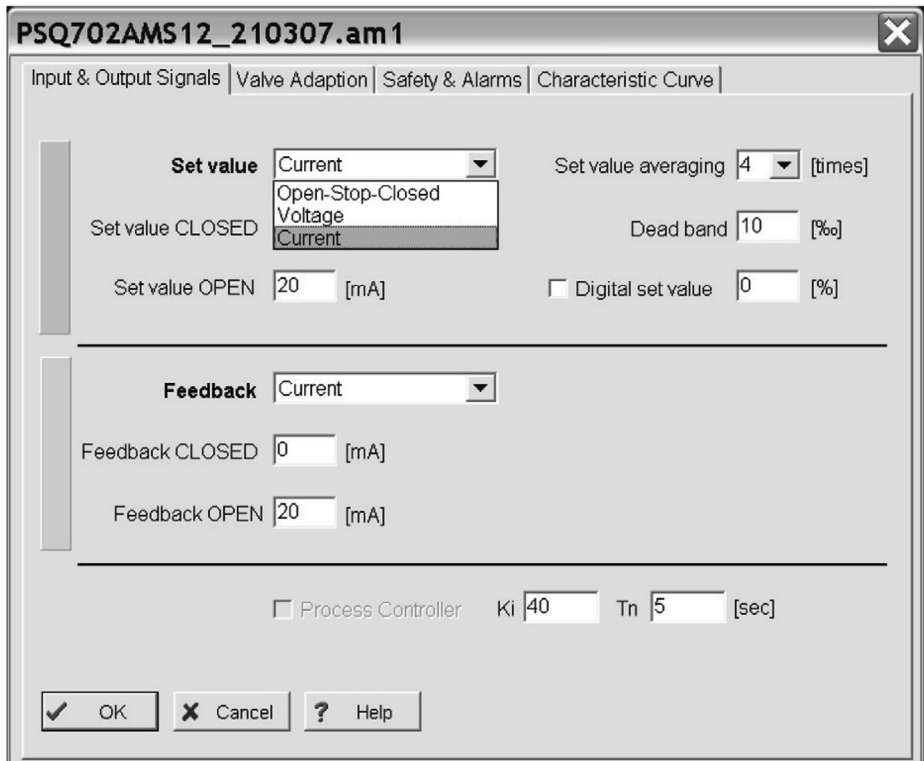 PSQ702AMS12_210307.am1
Input & Output Signals Valve Adaption Safety & Alarms Characteristic Curve
Set value Current Set value averaging 4 [times]
Open-Stop-Closed
Voltage
Set value CLOSED Current Dead band 10 [‰]
Set value OPEN 20 [mA] Digital set value 0 [%]
Feedback Current
Feedback CLOSED 0 [mA]
Feedback OPEN 20 [mA]
Process Controller Ki 40 Tn 5 [sec]
OK Cancel ? Help